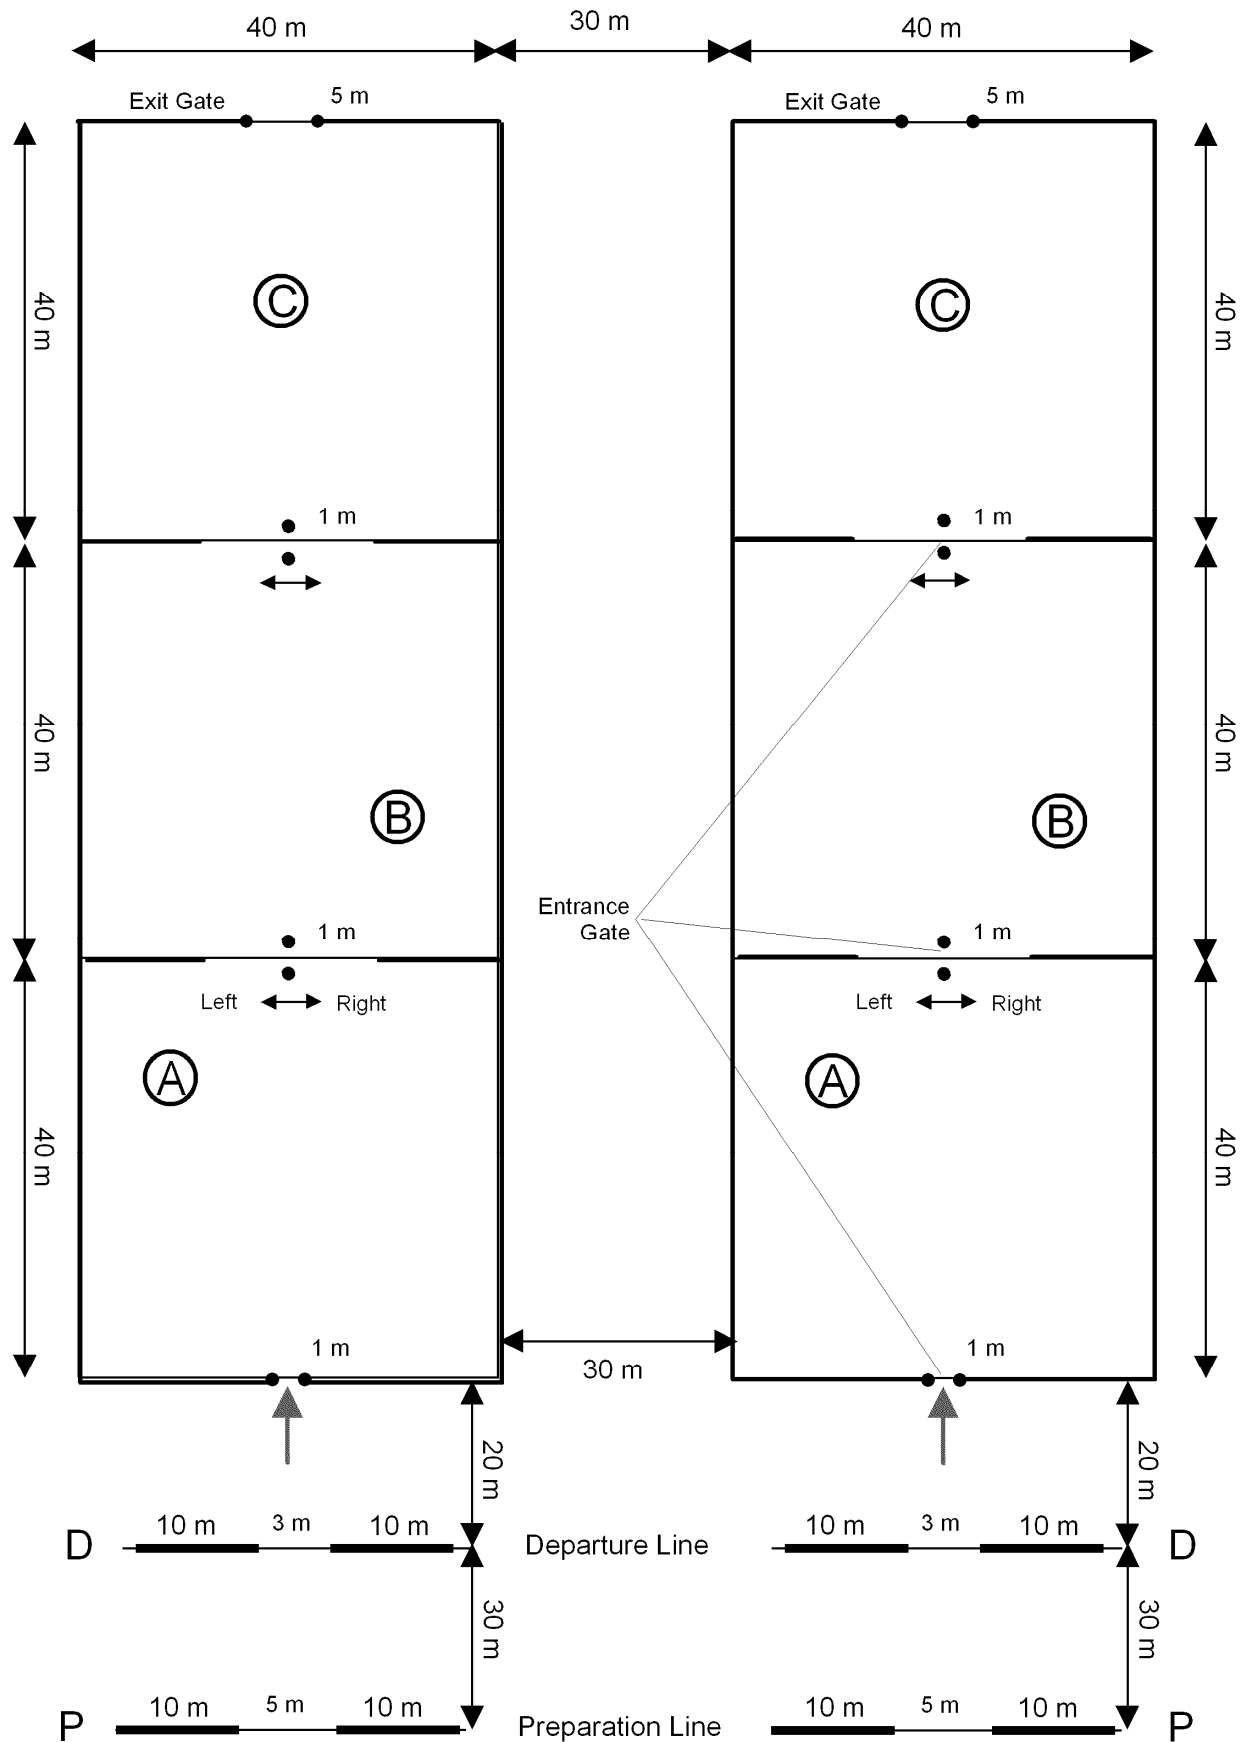 40 m 30 m 40 m
Exit Gate 5 m Exit Gate 5 m
C C
40 m 40 m
1 m 1 m
40 m 40 m
B B
Entrance
Gate
1 m 1 m
Left Right Left Right
A A
40 m 40 m
1 m 1 m
30 m
20 m 20 m
D 10 m 3 m 10 m Departure Line 10 m 3 m 10 m D
30 m 30 m
P 10 m 5 m 10 m Preparation Line 10 m 5 m 10 m P